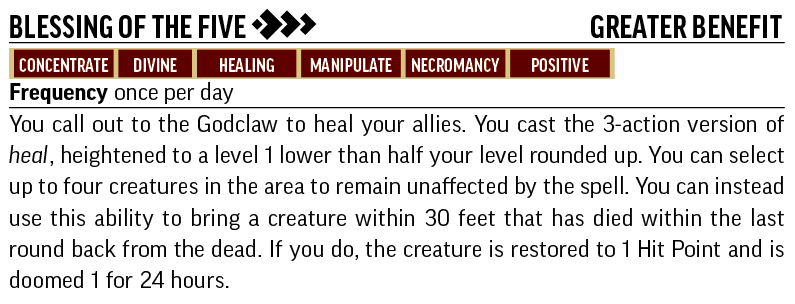 BLESSING OF THE FIVE GREATER BENEFIT
CONCENTRATE DIVINE HEALING MANIPULATE NECROMANCY POSITIVE
Frequency once per day
You call out to the Godclaw to heal your allies. You cast the 3-action version of
heal, heightened to a level 1 lower than half your level rounded up. You can select
up to four creatures in the area to remain unaffected by the spell. You can instead
use this ability to bring a creature within 30 feet that has died within the last
round back from the dead. If you do, the creature is restored to 1 Hit Point and is
doomed 1 for 24 hours.